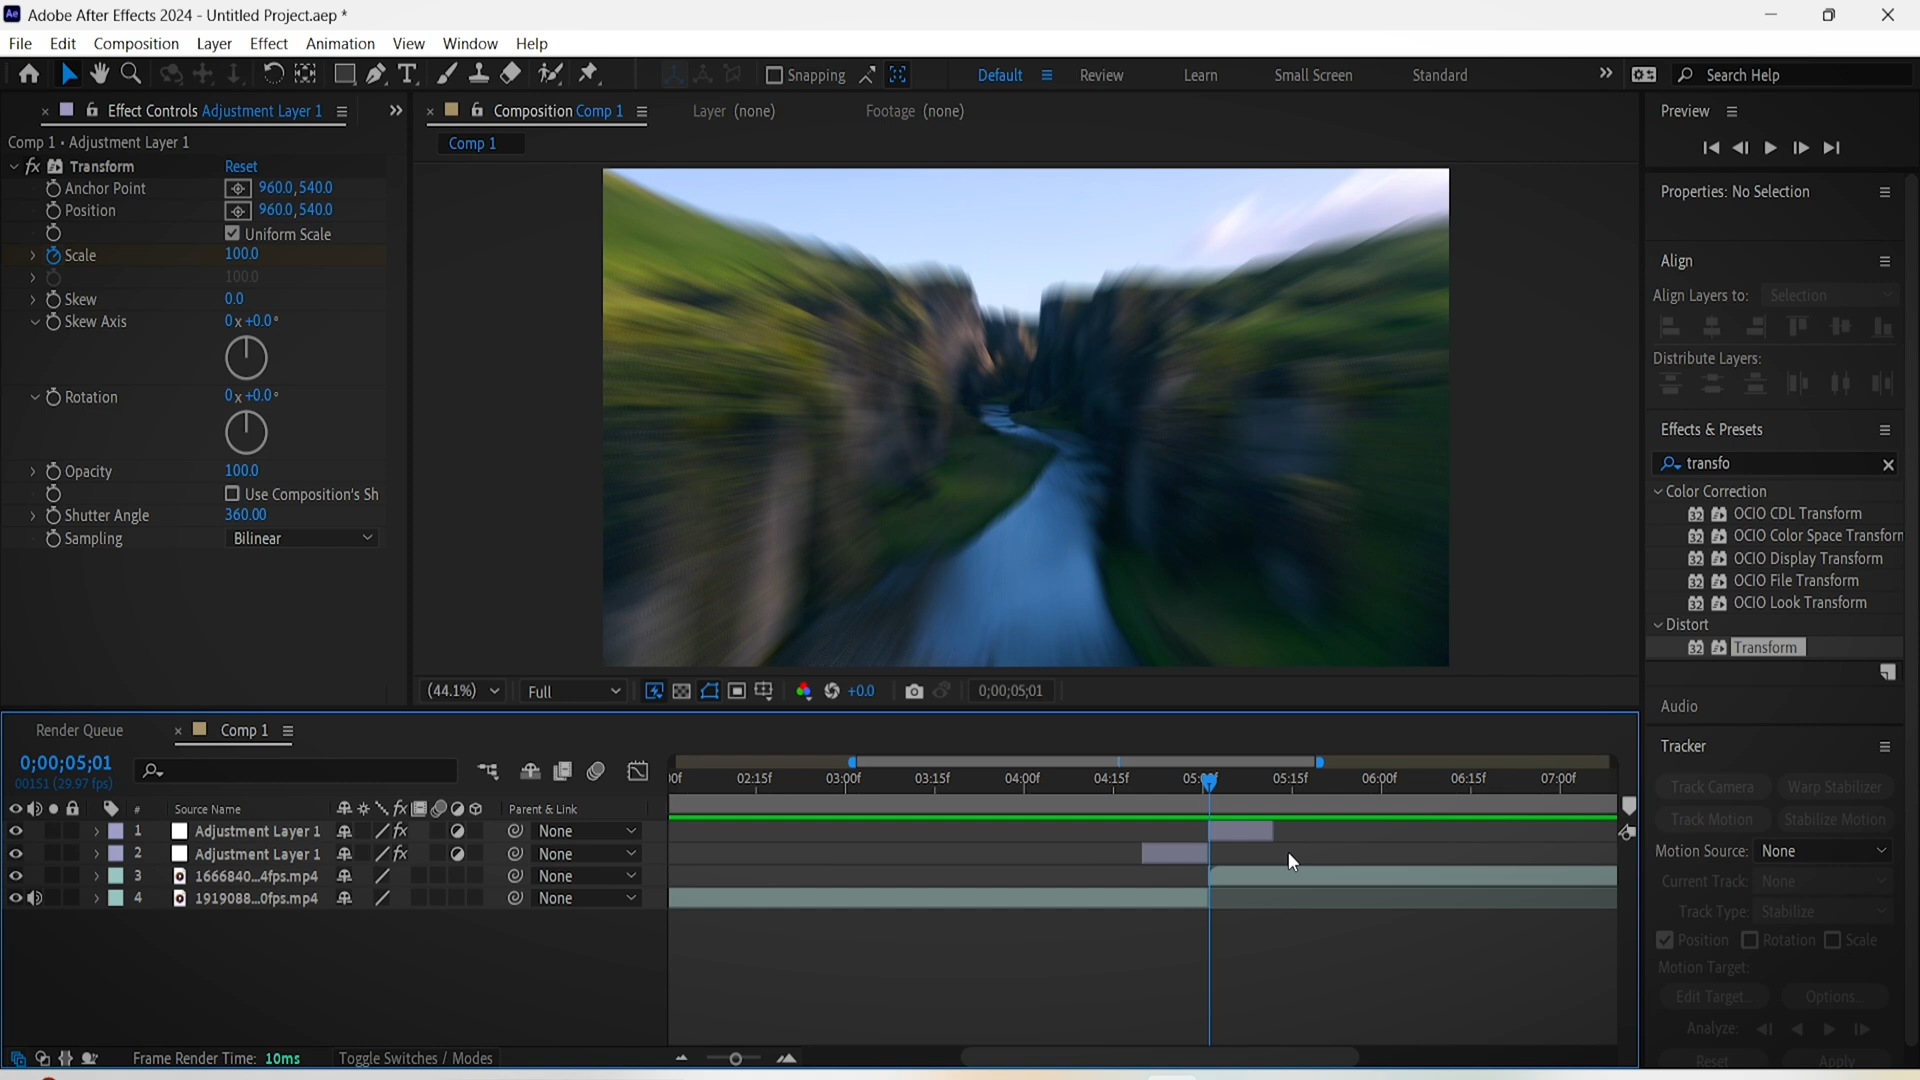 Adobe After Effects 2024 - Untitled Project.aep *
File Edit Composition Layer Effect Animation View Window Help
Snapping Default Review Learn Small Screen Standard Search Help
Effect Controls Adjustment Layer 1
Comp 1 • Adjustment Layer 1
fx Transform Reset
Anchor Point 960.0, 540.0
Position 960.0, 540.0
Uniform Scale
Scale 100.0
100.0
Skew 0.0
Skew Axis 0 x +0.0°
Rotation 0 x +0.0°
Opacity 100.0
Use Composition's Sh
Shutter Angle 360.00
Sampling Bilinear
Composition Comp 1 Layer (none) Footage (none)
Comp 1
(44.1%) Full +0.0 0;00;05;01
Preview
Properties: No Selection
Align
Align Layers to: Selection
Distribute Layers:
Effects & Presets
transfo
Color Correction
OCIO CDL Transform
OCIO Color Space Transforn
OCIO Display Transform
OCIO File Transform
OCIO Look Transform
Distort
Transform
Audio
Tracker
Track Camera Warp Stabilizer
Track Motion Stabilize Motion
Motion Source: None
Current Track: None
Track Type: Stabilize
Position Rotation Scale
Motion Target:
Edit Target... Options...
Analyze:
Reset Apply
Render Queue Comp 1
0;00;05;01
00151 (29.97 fps)
02:15f 03:00f 03:15f 04:00f 04:15f 05:15f 06:00f 06:15f 07:00f
# Source Name fx Parent & Link
1 Adjustment Layer 1 fx None
2 Adjustment Layer 1 fx None
3 1666840...4fps.mp4 None
4 1919088...0fps.mp4 None
Frame Render Time: 10ms Toggle Switches / Modes